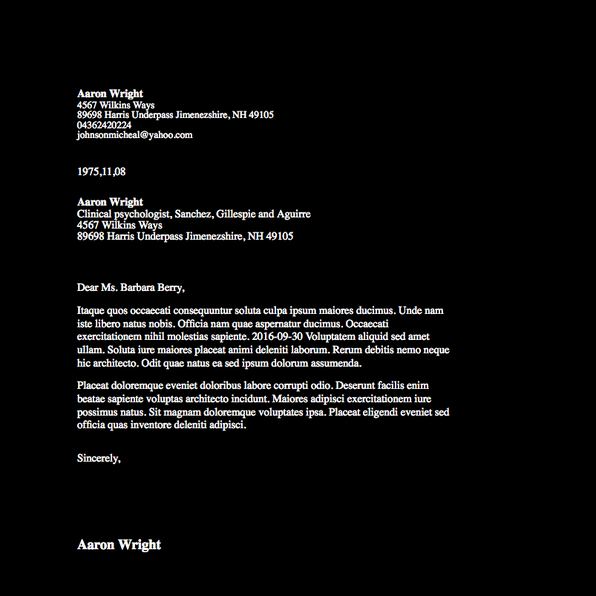 Aaron Wright
4567 Wilkins Ways
89698 Harris Underpass Jimenezshire, NH 49105
04362420224
johnsonmicheal@yahoo.com
1975,11,08
Aaron Wright
Clinical psychologist, Sanchez, Gillespie and Aguirre
4567 Wilkins Ways
89698 Harris Underpass Jimenezshire, NH 49105
Dear Ms. Barbara Berry,
Itaque quos occaecati consequuntur soluta culpa ipsum maiores ducimus. Unde nam
iste libero natus nobis. Officia nam quae aspernatur ducimus. Occaecati
exercitationem nihil molestias sapiente. 2016-09-30 Voluptatem aliquid sed amet
ullam. Soluta iure maiores placeat animi deleniti laborum. Rerum debitis nemo neque
hic architecto. Odit quae natus ea sed ipsum dolorum assumenda.
Placeat doloremque eveniet doloribus labore corrupti odio. Deserunt facilis enim
beatae sapiente voluptas architecto incidunt. Maiores adipisci exercitationem iure
possimus natus. Sit magnam doloremque voluptates ipsa. Placeat eligendi eveniet sed
officia quas inventore deleniti adipisci.
Sincerely,
Aaron Wright